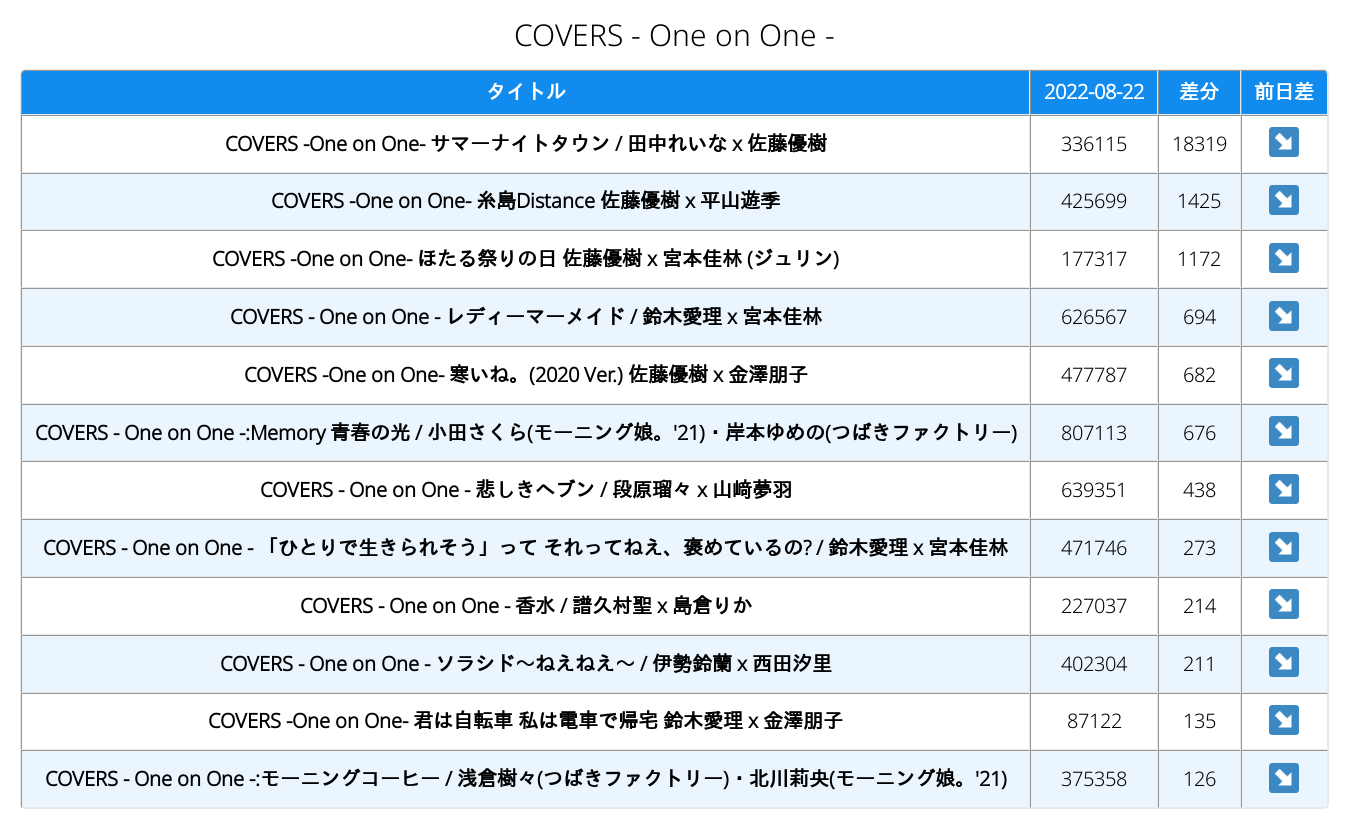 COVERS - One on One -
タイトル 2022-08-22 差分 前日差
COVERS -One on One- サマーナイトタウン / 田中れいな x 佐藤優樹 336115 18319
COVERS -One on One- 糸島Distance 佐藤優樹 x 平山遊季 425699 1425
COVERS -One on One- ほたる祭りの日 佐藤優樹 x 宮本佳林 (ジュリン) 177317 1172
COVERS - One on One - レディーマーメイド / 鈴木愛理 x 宮本佳林 626567 694
COVERS -One on One- 寒いね。(2020 Ver.) 佐藤優樹 x 金澤朋子 477787 682
COVERS - One on One -:Memory 青春の光 / 小田さくら(モーニング娘。'21)・岸本ゆめの(つばきファクトリー) 807113 676
COVERS - One on One - 悲しきヘブン / 段原瑠々 x 山﨑夢羽 639351 438
COVERS - One on One - 「ひとりで生きられそう」って それってねえ、褒めているの? / 鈴木愛理 x 宮本佳林 471746 273
COVERS - One on One - 香水 / 譜久村聖 x 島倉りか 227037 214
COVERS - One on One - ソラシド〜ねえねえ〜 / 伊勢鈴蘭 x 西田汐里 402304 211
COVERS -One on One- 君は自転車 私は電車で帰宅 鈴木愛理 x 金澤朋子 87122 135
COVERS - One on One -:モーニングコーヒー / 浅倉樹々(つばきファクトリー)・北川莉央(モーニング娘。'21) 375358 126